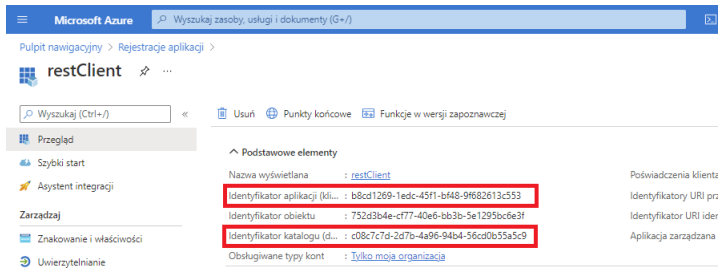 Microsoft Azure
Wyszukaj zasoby, usługi i dokumenty (G+/)
Pulpit nawigacyjny > Rejestracje aplikacji >
restClient
Wyszukaj (Ctrl+/)
«
Usuń Punkty końcowe Funkcje w wersji zapoznawczej
Przegląd
Szybki start
Asystent integracji
Zarządzaj
Znakowanie i właściwości
Uwierzytelnianie
Podstawowe elementy
Nazwa wyświetlana : restClient
Identyfikator aplikacji (kli... : b8cd1269-1edc-45f1-bf48-9f682613c553
Identyfikator obiektu : 752d3b4e-cf77-40e6-bb3b-5e1295bc6e3f
Identyfikator katalogu (d... : c08c7c7d-2d7b-4a96-94b4-56cd0b55a5c9
Obsługiwane typy kont : Tylko moja organizacja
Poświadczenia klienta
Identyfikatory URI prz
Identyfikator URI iden
Aplikacja zarządzana